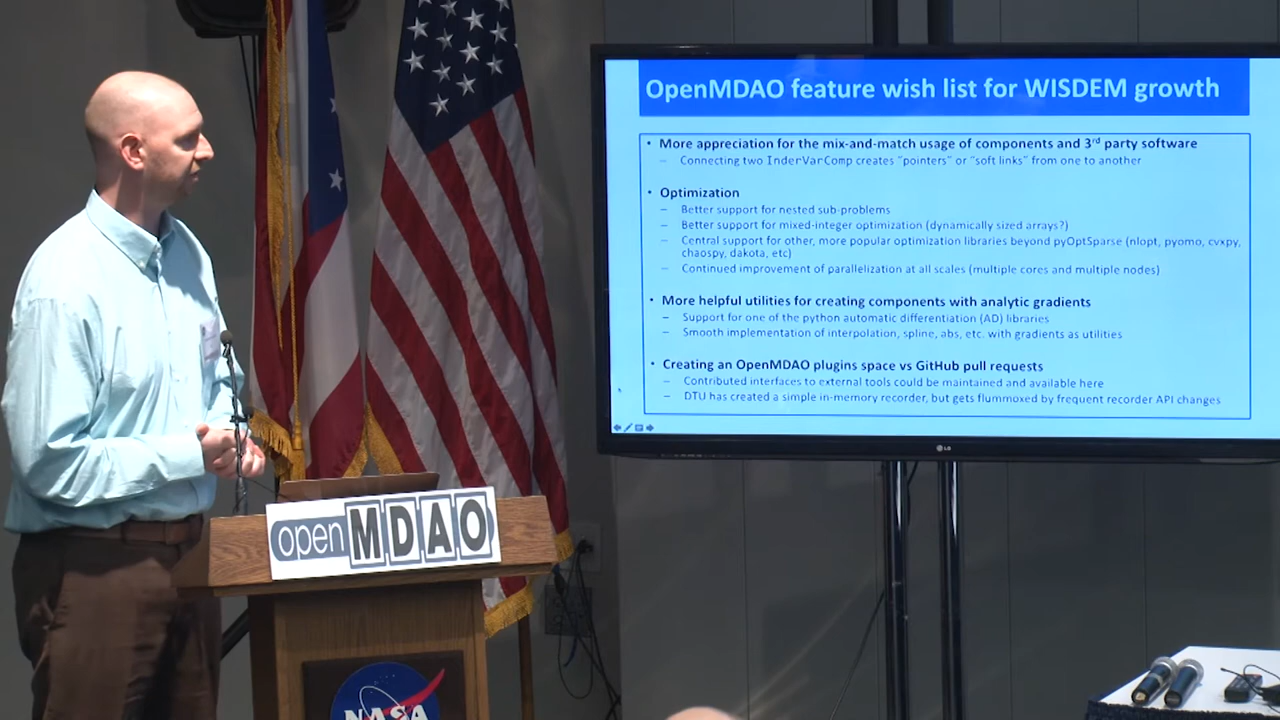 OpenMDAO feature wish list for WISDEM growth
• More appreciation for the mix-and-match usage of components and 3rd party software
– Connecting two InderVarComp creates "pointers" or "soft links" from one to another
• Optimization
– Better support for nested sub-problems
– Better support for mixed-integer optimization (dynamically sized arrays?)
– Central support for other, more popular optimization libraries beyond pyOptSparse (nlopt, pyomo, cvxpy,
chaospy, dakota, etc)
– Continued improvement of parallelization at all scales (multiple cores and multiple nodes)
• More helpful utilities for creating components with analytic gradients
– Support for one of the python automatic differentiation (AD) libraries
– Smooth implementation of interpolation, spline, abs, etc. with gradients as utilities
• Creating an OpenMDAO plugins space vs GitHub pull requests
– Contributed interfaces to external tools could be maintained and available here
– DTU has created a simple in-memory recorder, but gets flummoxed by frequent recorder API changes
LG
openMDAO
NASA